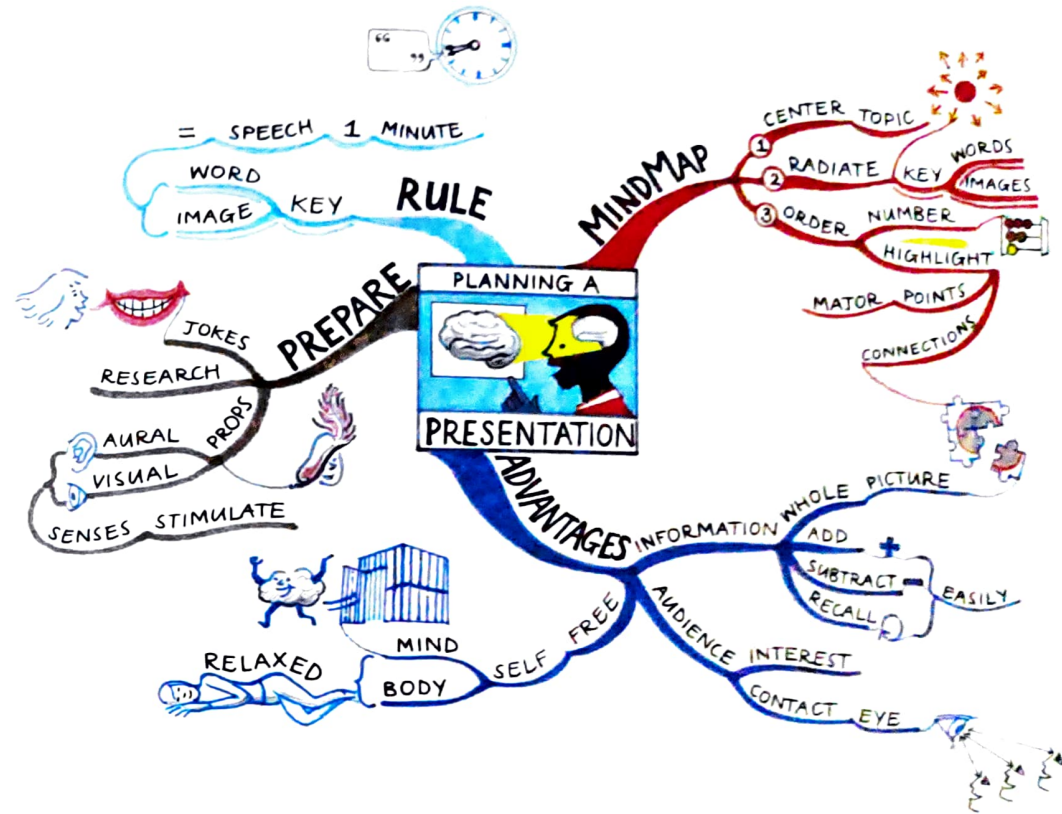 PLANNING A
PRESENTATION
MINDMAP
1
CENTER TOPIC
2
RADIATE
KEY
WORDS
IMAGES
3
ORDER
NUMBER
HIGHLIGHT
MAJOR POINTS
CONNECTIONS
ADVANTAGES
INFORMATION
WHOLE PICTURE
ADD
SUBTRACT
RECALL
EASILY
AUDIENCE
INTEREST
CONTACT EYE
FREE
SELF
MIND
BODY
RELAXED
PREPARE
JOKES
RESEARCH
PROPS
AURAL
VISUAL
SENSES STIMULATE
RULE
KEY
WORD
IMAGE
= SPEECH 1 MINUTE
66
99